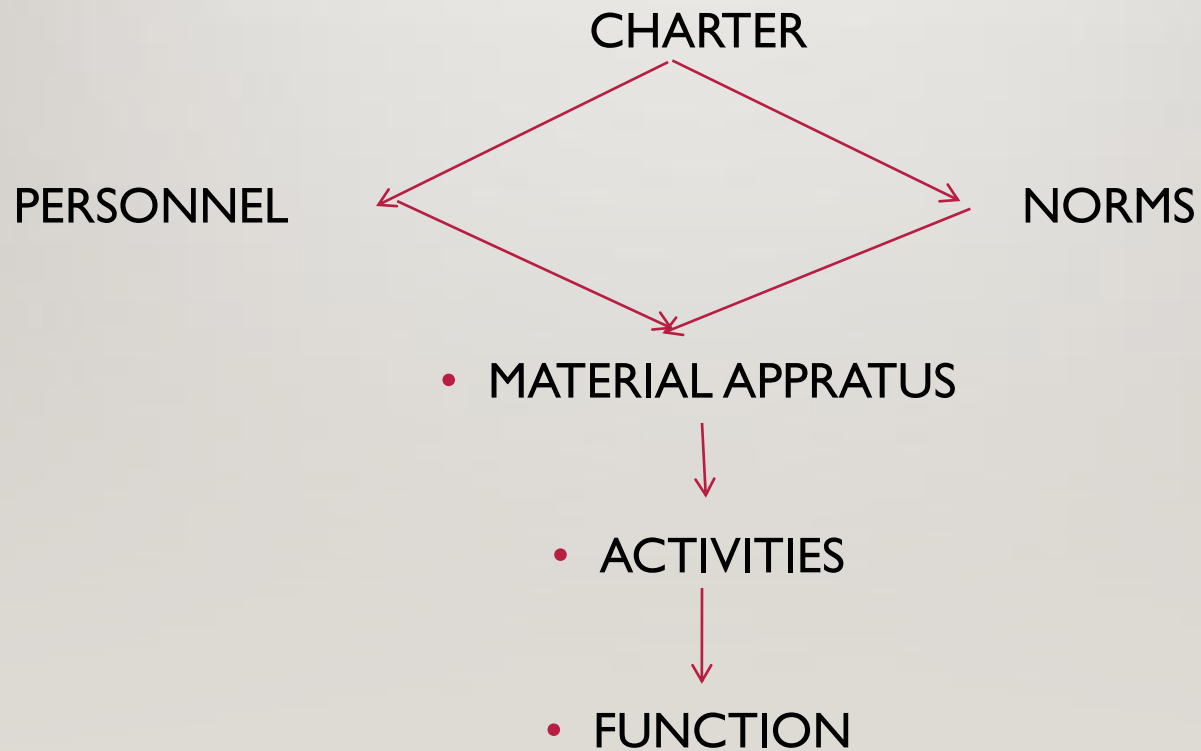 CHARTER
PERSONNEL
NORMS
• MATERIAL APPRATUS
• ACTIVITIES
• FUNCTION